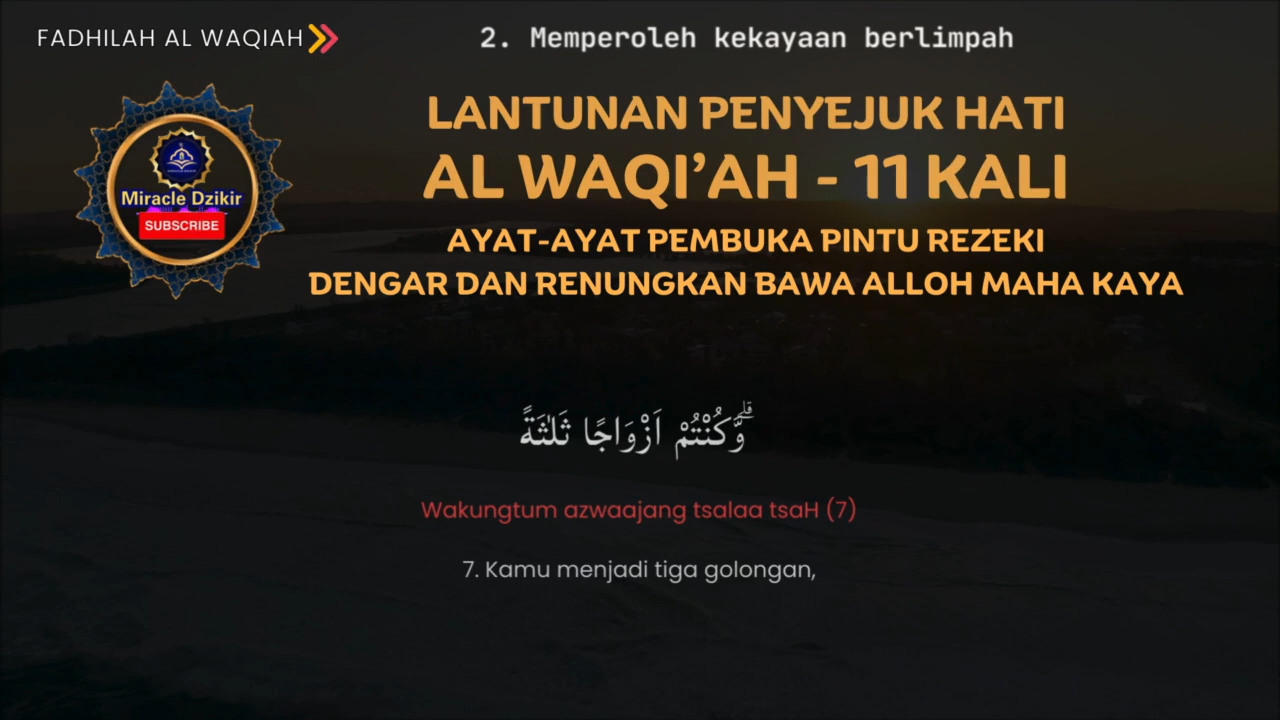 FADHILAH AL WAQIAH
2. Memperoleh kekayaan berlimpah
LANTUNAN PENYEJUK HATI
AL WAQI’AH - 11 KALI
AYAT-AYAT PEMBUKA PINTU REZEKI
DENGAR DAN RENUNGKAN BAWA ALLOH MAHA KAYA
Miracle Dzikir
SUBSCRIBE
وَّكُنْتُمْ اَزْوَاجًا ثَلٰثَةً ۗ
Wakungtum azwaajang tsalaa tsaH (7)
7. Kamu menjadi tiga golongan,